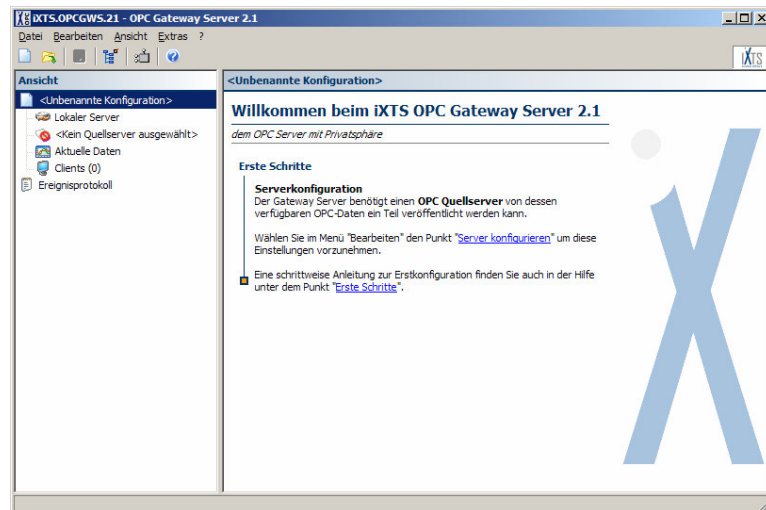 iXTS.OPCGWS.21 - OPC Gateway Server 2.1
Datei Bearbeiten Ansicht Extras ?
iXTS
Ansicht
<Unbenannte Konfiguration>
Lokaler Server
<Kein Quellserver ausgewählt>
Aktuelle Daten
Clients (0)
Ereignisprotokoll
<Unbenannte Konfiguration>
Willkommen beim iXTS OPC Gateway Server 2.1
dem OPC Server mit Privatsphäre
Erste Schritte
Serverkonfiguration
Der Gateway Server benötigt einen OPC Quellserver von dessen
verfügbaren OPC-Daten ein Teil veröffentlicht werden kann.
Wählen Sie im Menü "Bearbeiten" den Punkt "Server konfigurieren" um diese
Einstellungen vorzunehmen.
Eine schrittweise Anleitung zur Erstkonfiguration finden Sie auch in der Hilfe
unter dem Punkt "Erste Schritte".